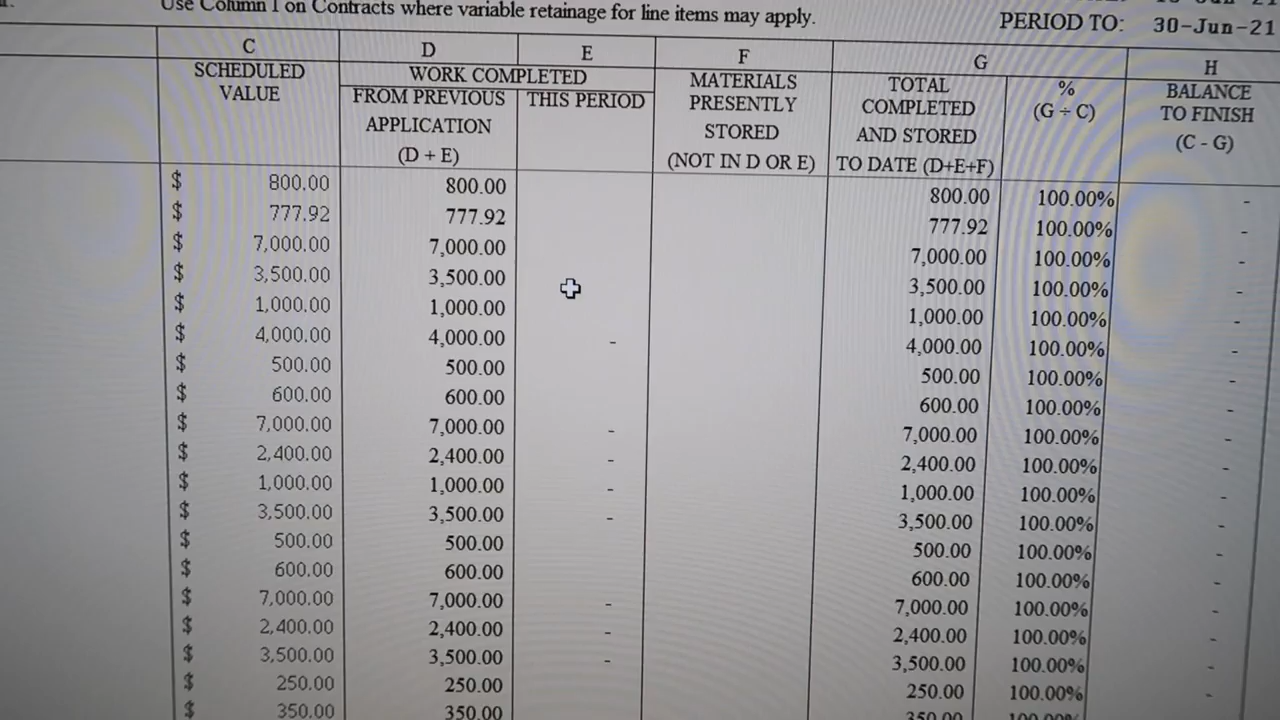 Use Column I on Contracts where variable retainage for line items may apply.
PERIOD TO: 30-Jun-21
C D E F G H
SCHEDULED VALUE
WORK COMPLETED
FROM PREVIOUS APPLICATION (D + E)
THIS PERIOD
MATERIALS PRESENTLY STORED (NOT IN D OR E)
TOTAL COMPLETED AND STORED TO DATE (D+E+F)
% (G ÷ C)
BALANCE TO FINISH (C - G)
$ 800.00 800.00 800.00 100.00% -
$ 777.92 777.92 777.92 100.00% -
$ 7,000.00 7,000.00 7,000.00 100.00% -
$ 3,500.00 3,500.00 3,500.00 100.00% -
$ 1,000.00 1,000.00 1,000.00 100.00% -
$ 4,000.00 4,000.00 - 4,000.00 100.00% -
$ 500.00 500.00 500.00 100.00% -
$ 600.00 600.00 600.00 100.00% -
$ 7,000.00 7,000.00 - 7,000.00 100.00% -
$ 2,400.00 2,400.00 - 2,400.00 100.00% -
$ 1,000.00 1,000.00 - 1,000.00 100.00% -
$ 3,500.00 3,500.00 - 3,500.00 100.00% -
$ 500.00 500.00 500.00 100.00% -
$ 600.00 600.00 600.00 100.00% -
$ 7,000.00 7,000.00 - 7,000.00 100.00% -
$ 2,400.00 2,400.00 - 2,400.00 100.00% -
$ 3,500.00 3,500.00 - 3,500.00 100.00% -
$ 250.00 250.00 250.00 100.00% -
$ 350.00 350.00 350.00 100.00%